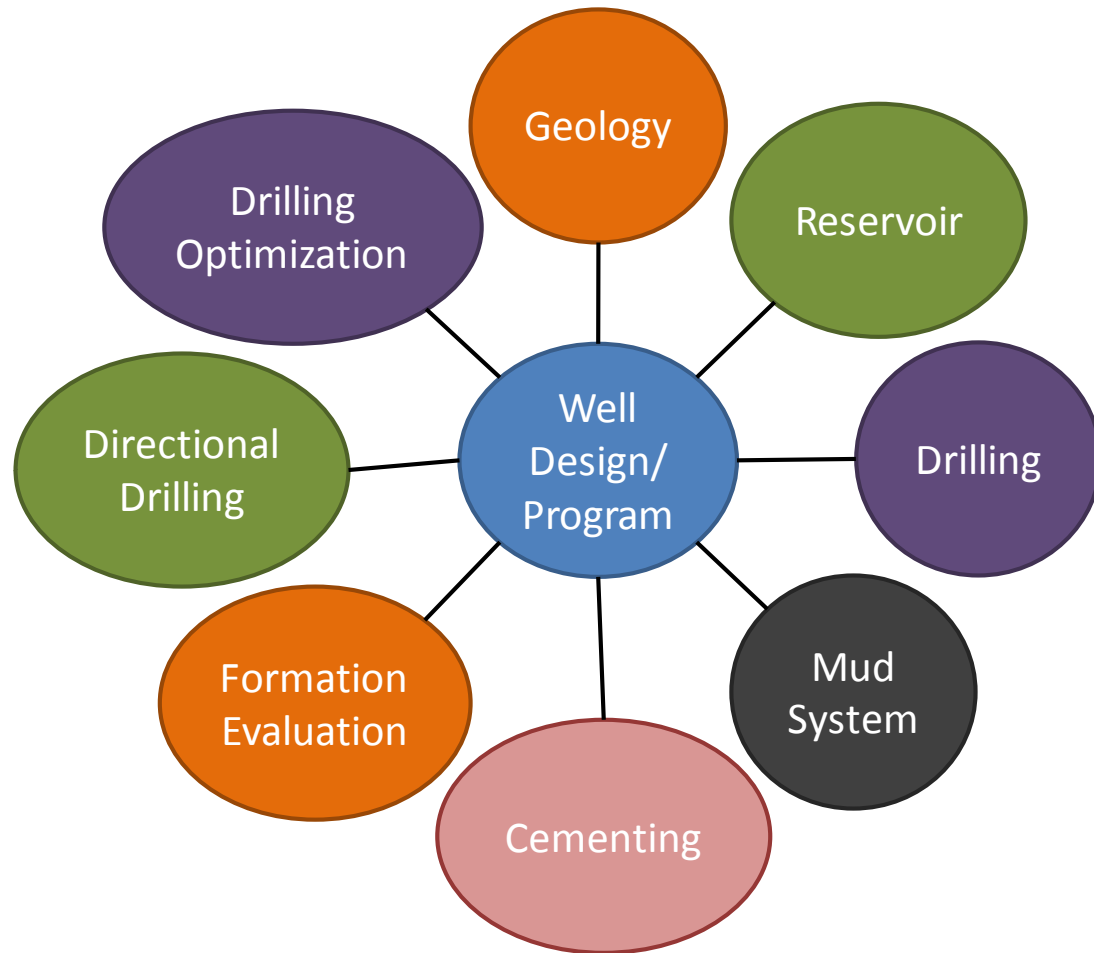 Geology
Drilling
Optimization
Reservoir
Well
Design/
Program
Directional
Drilling
Drilling
Formation
Evaluation
Mud
System
Cementing